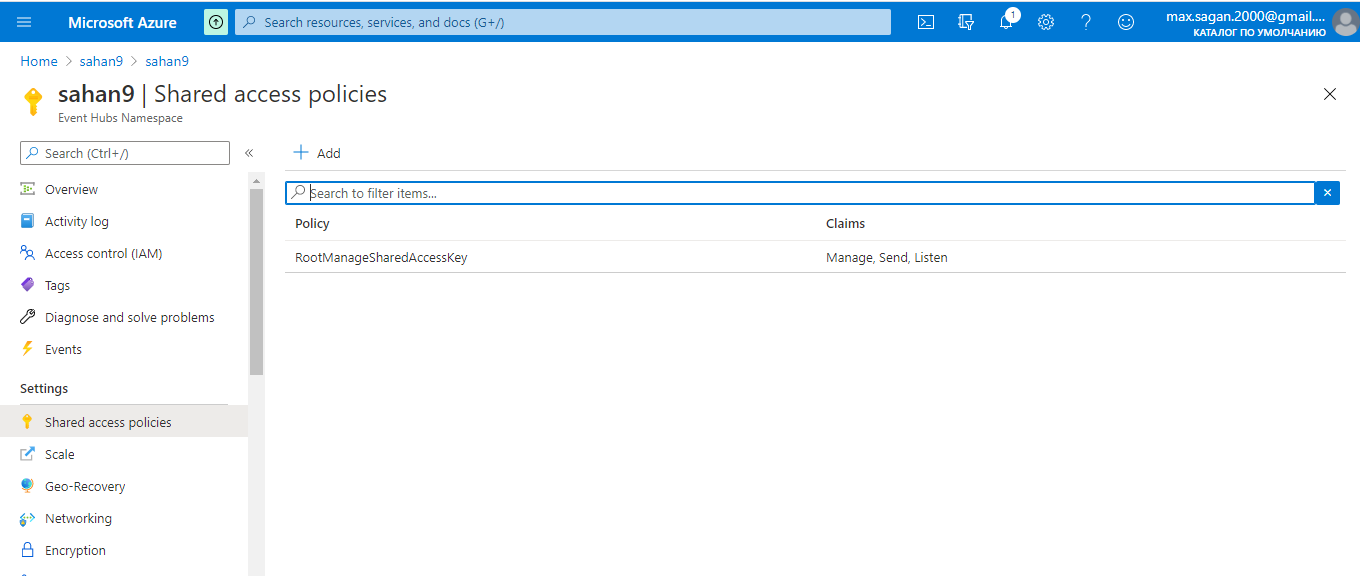 Microsoft Azure
Search resources, services, and docs (G+/)
1
max.sagan.2000@gmail....
КАТАЛОГ ПО УМОЛЧАНИЮ
Home > sahan9 > sahan9
sahan9 | Shared access policies
Event Hubs Namespace
Search (Ctrl+/)
«
Add
Overview
Activity log
Access control (IAM)
Tags
Diagnose and solve problems
Events
Settings
Shared access policies
Scale
Geo-Recovery
Networking
Encryption
Search to filter items...
Policy Claims
RootManageSharedAccessKey Manage, Send, Listen